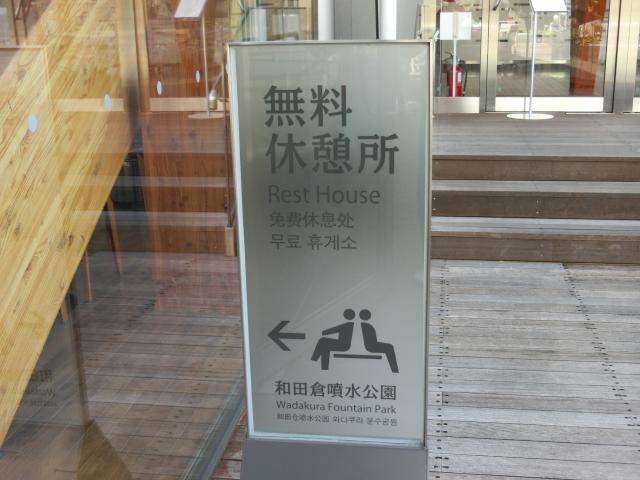 無料
休憩所
Rest House
免费休息处
무료 휴게소
和田倉噴水公園
Wadakura Fountain Park
和田仓喷水公园 와다쿠라 분수공원